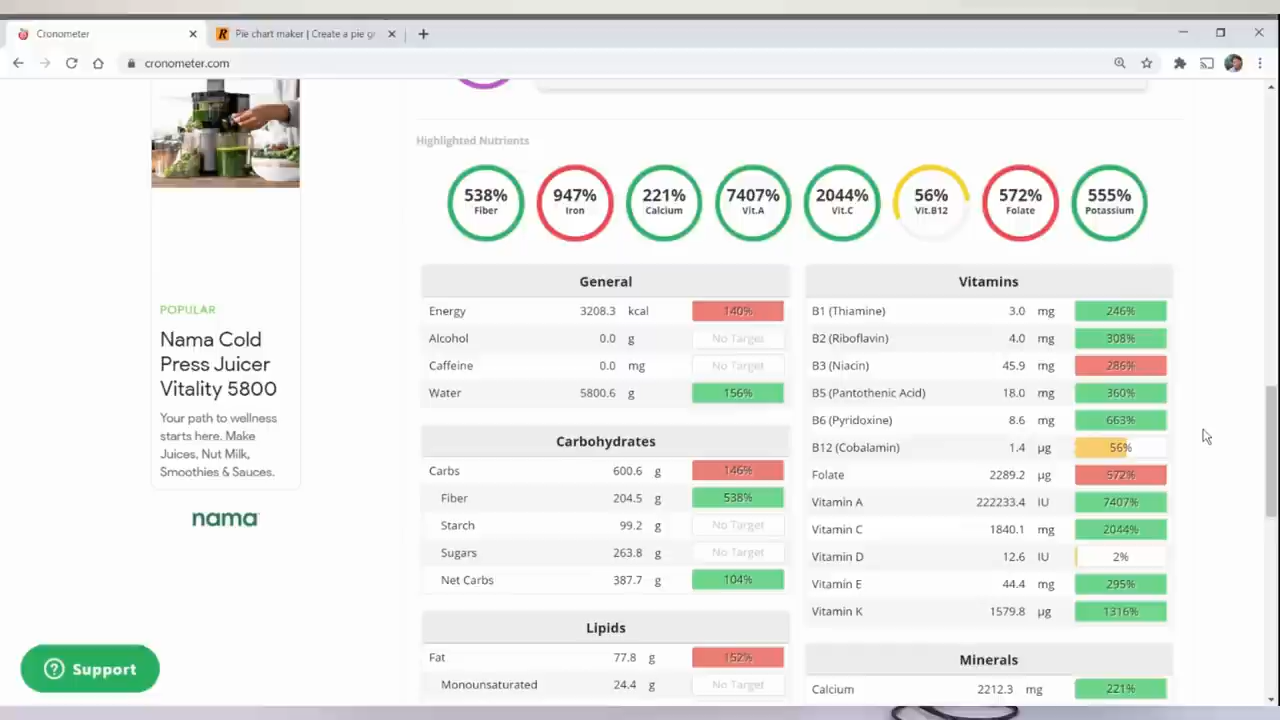 Cronometer
Pie chart maker | Create a pie gr
cronometer.com
POPULAR
Nama Cold
Press Juicer
Vitality 5800
Your path to wellness
starts here. Make
Juices, Nut Milk,
Smoothies & Sauces.
nama
Support
Highlighted Nutrients
538% Fiber
947% Iron
221% Calcium
7407% Vit.A
2044% Vit.C
56% Vit.B12
572% Folate
555% Potassium
General
Energy 3208.3 kcal 140%
Alcohol 0.0 g No Target
Caffeine 0.0 mg No Target
Water 5800.6 g 156%
Carbohydrates
Carbs 600.6 g 146%
Fiber 204.5 g 538%
Starch 99.2 g No Target
Sugars 263.8 g No Target
Net Carbs 387.7 g 104%
Lipids
Fat 77.8 g 152%
Monounsaturated 24.4 g No Target
Vitamins
B1 (Thiamine) 3.0 mg 246%
B2 (Riboflavin) 4.0 mg 308%
B3 (Niacin) 45.9 mg 286%
B5 (Pantothenic Acid) 18.0 mg 360%
B6 (Pyridoxine) 8.6 mg 663%
B12 (Cobalamin) 1.4 µg 56%
Folate 2289.2 µg 572%
Vitamin A 222233.4 IU 7407%
Vitamin C 1840.1 mg 2044%
Vitamin D 12.6 IU 2%
Vitamin E 44.4 mg 295%
Vitamin K 1579.8 µg 1316%
Minerals
Calcium 2212.3 mg 221%